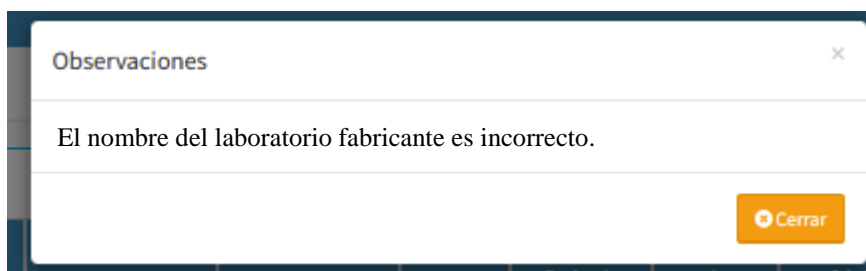 Observaciones
×
El nombre del laboratorio fabricante es incorrecto.
Cerrar